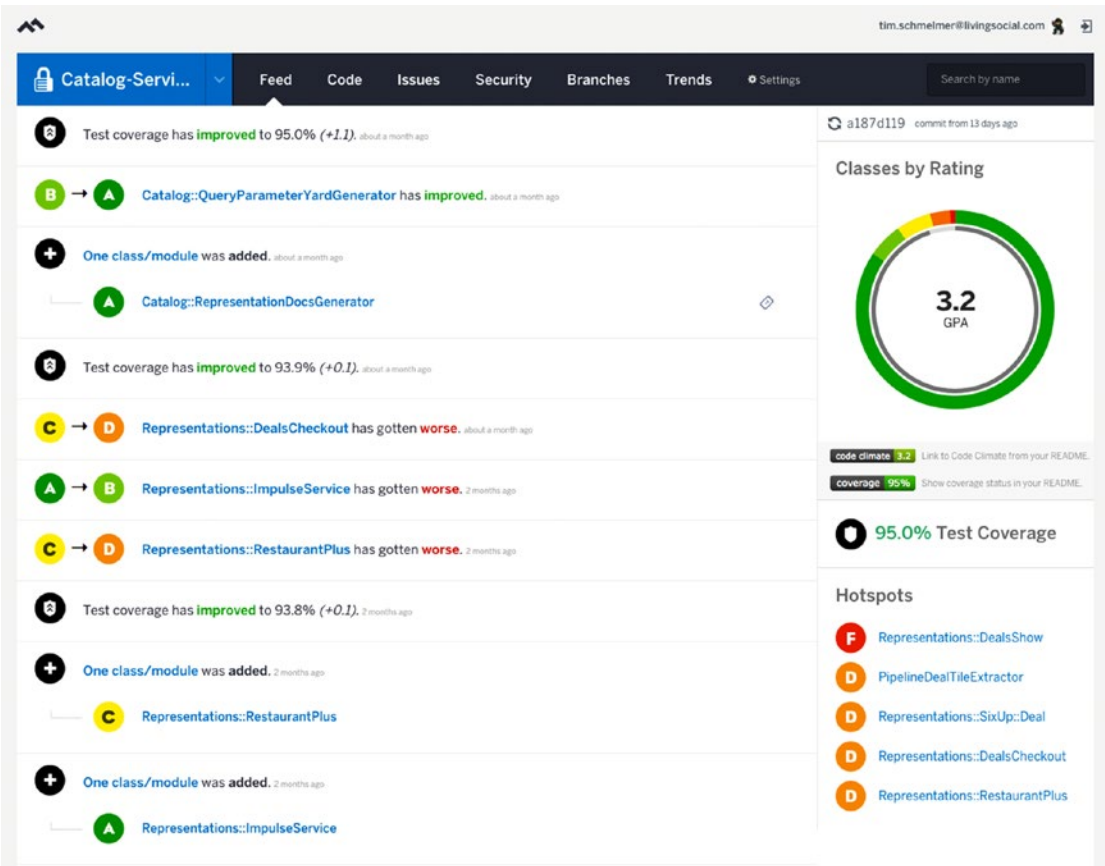 tim.schmelmer@livingsocial.com
Catalog-Servi...
Feed
Code
Issues
Security
Branches
Trends
Settings
Search by name
Test coverage has improved to 95.0% (+1.1). about a month ago
B → A Catalog::QueryParameterYardGenerator has improved. about a month ago
One class/module was added. about a month ago
A Catalog::RepresentationDocsGenerator
Test coverage has improved to 93.9% (+0.1). about a month ago
C → D Representations::DealsCheckout has gotten worse. about a month ago
A → B Representations::ImpulseService has gotten worse. 2 months ago
C → D Representations::RestaurantPlus has gotten worse. 2 months ago
Test coverage has improved to 93.8% (+0.1). 2 months ago
One class/module was added. 2 months ago
C Representations::RestaurantPlus
One class/module was added. 2 months ago
A Representations::ImpulseService
a187d119 commit from 13 days ago
Classes by Rating
3.2
GPA
code climate 3.2 Link to Code Climate from your README.
coverage 95% Show coverage status in your README.
95.0% Test Coverage
Hotspots
F Representations::DealsShow
D PipelineDealTileExtractor
D Representations::SixUp::Deal
D Representations::DealsCheckout
D Representations::RestaurantPlus